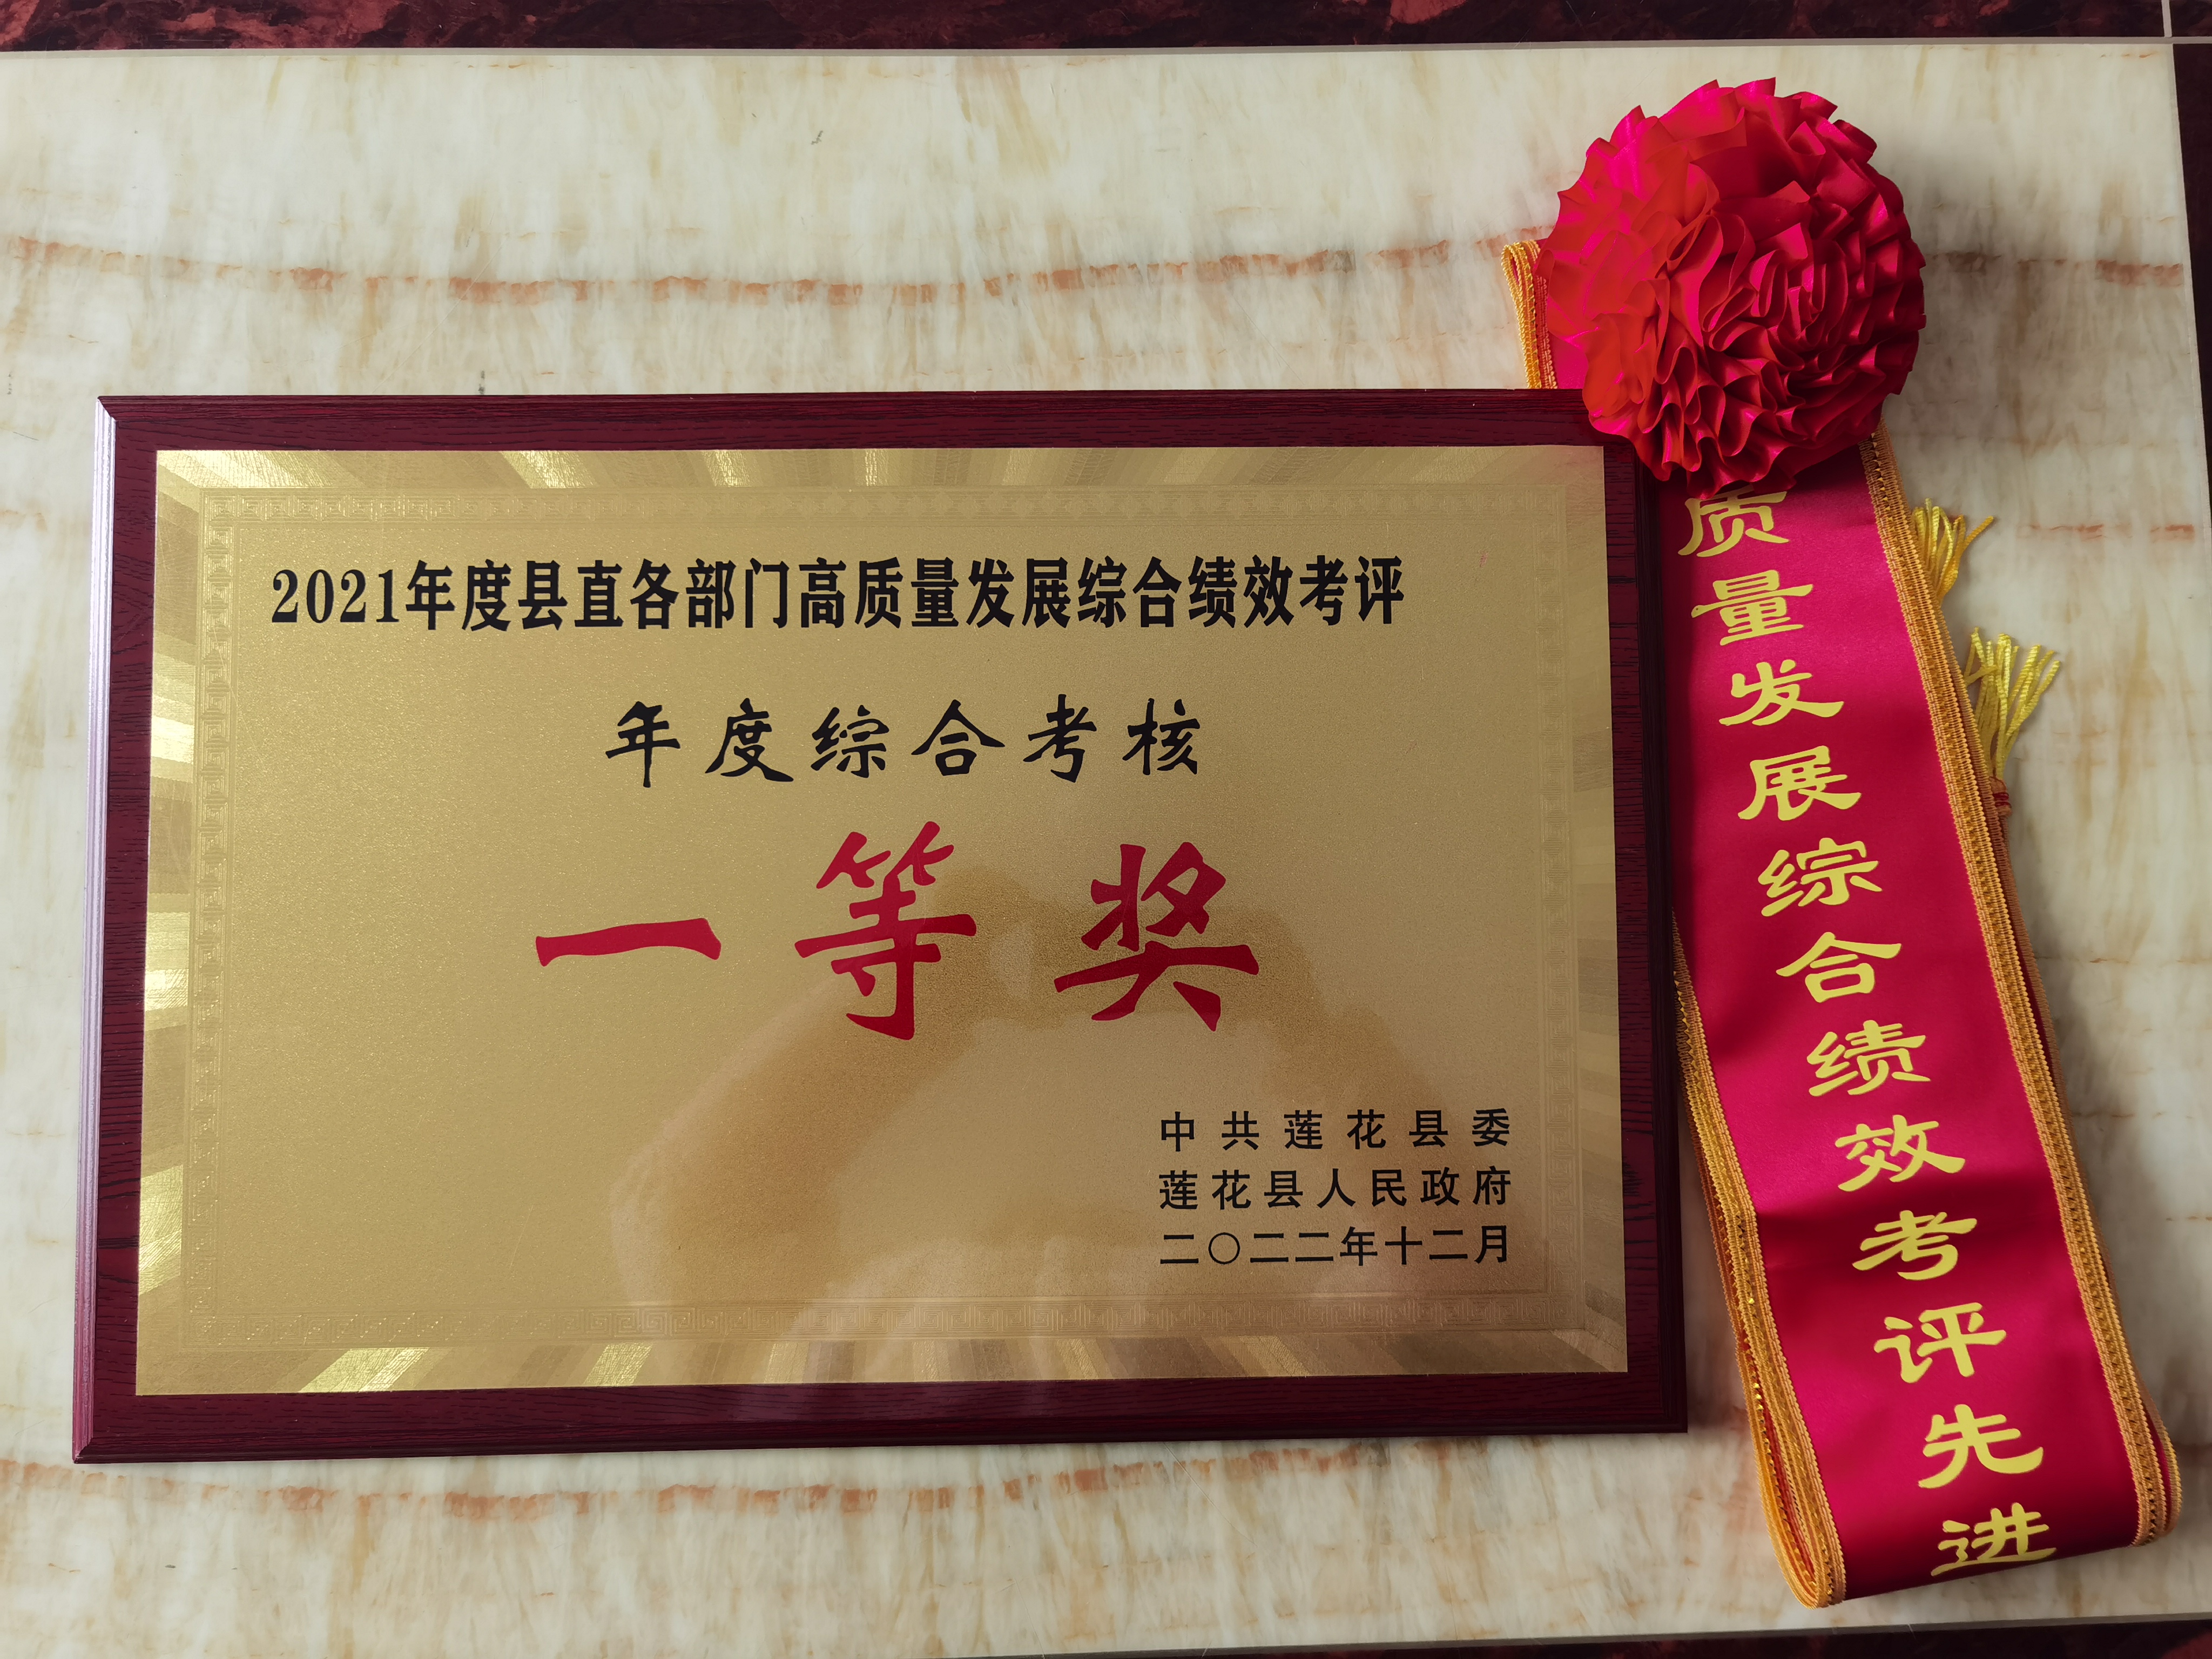 2021年度县直各部门高质量发展综合绩效考评
年度综合考核
一等奖
中共莲花县委
莲花县人民政府
二〇二二年十二月
质量发展综合绩效考评先进